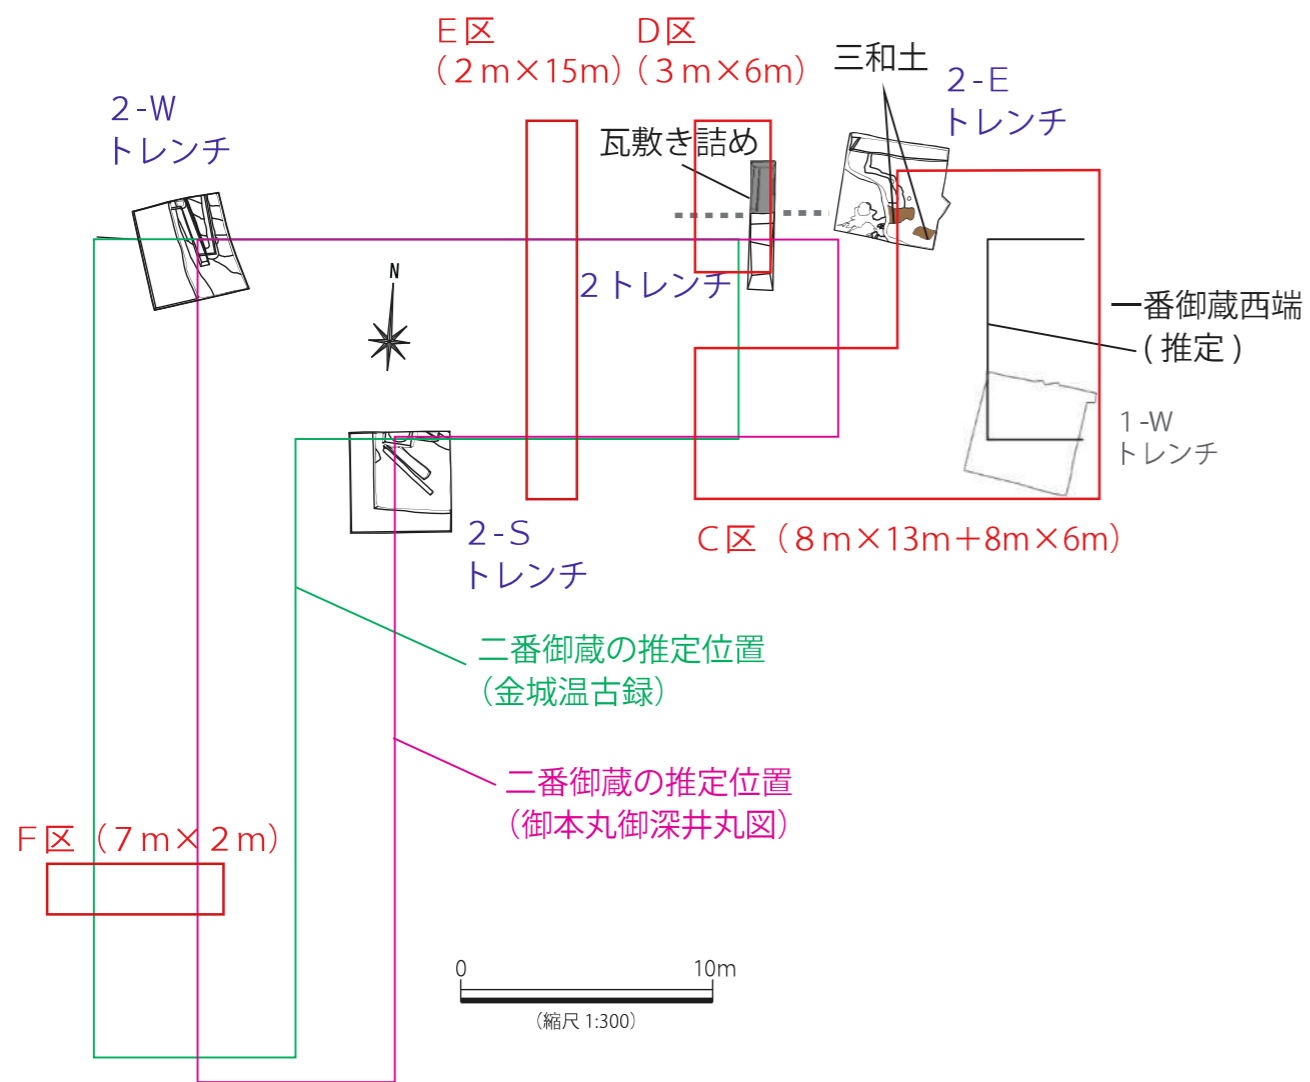 E区
（2m×15m）
D区
（3m×6m）
三和土
2-E
トレンチ
2-W
トレンチ
瓦敷き詰め
N
2トレンチ
一番御蔵西端
(推定)
1-W
トレンチ
2-S
トレンチ
C区（8m×13m＋8m×6m）
二番御蔵の推定位置
（金城温古録）
二番御蔵の推定位置
（御本丸御深井丸図）
F区（7m×2m）
0
10m
（縮尺 1:300）